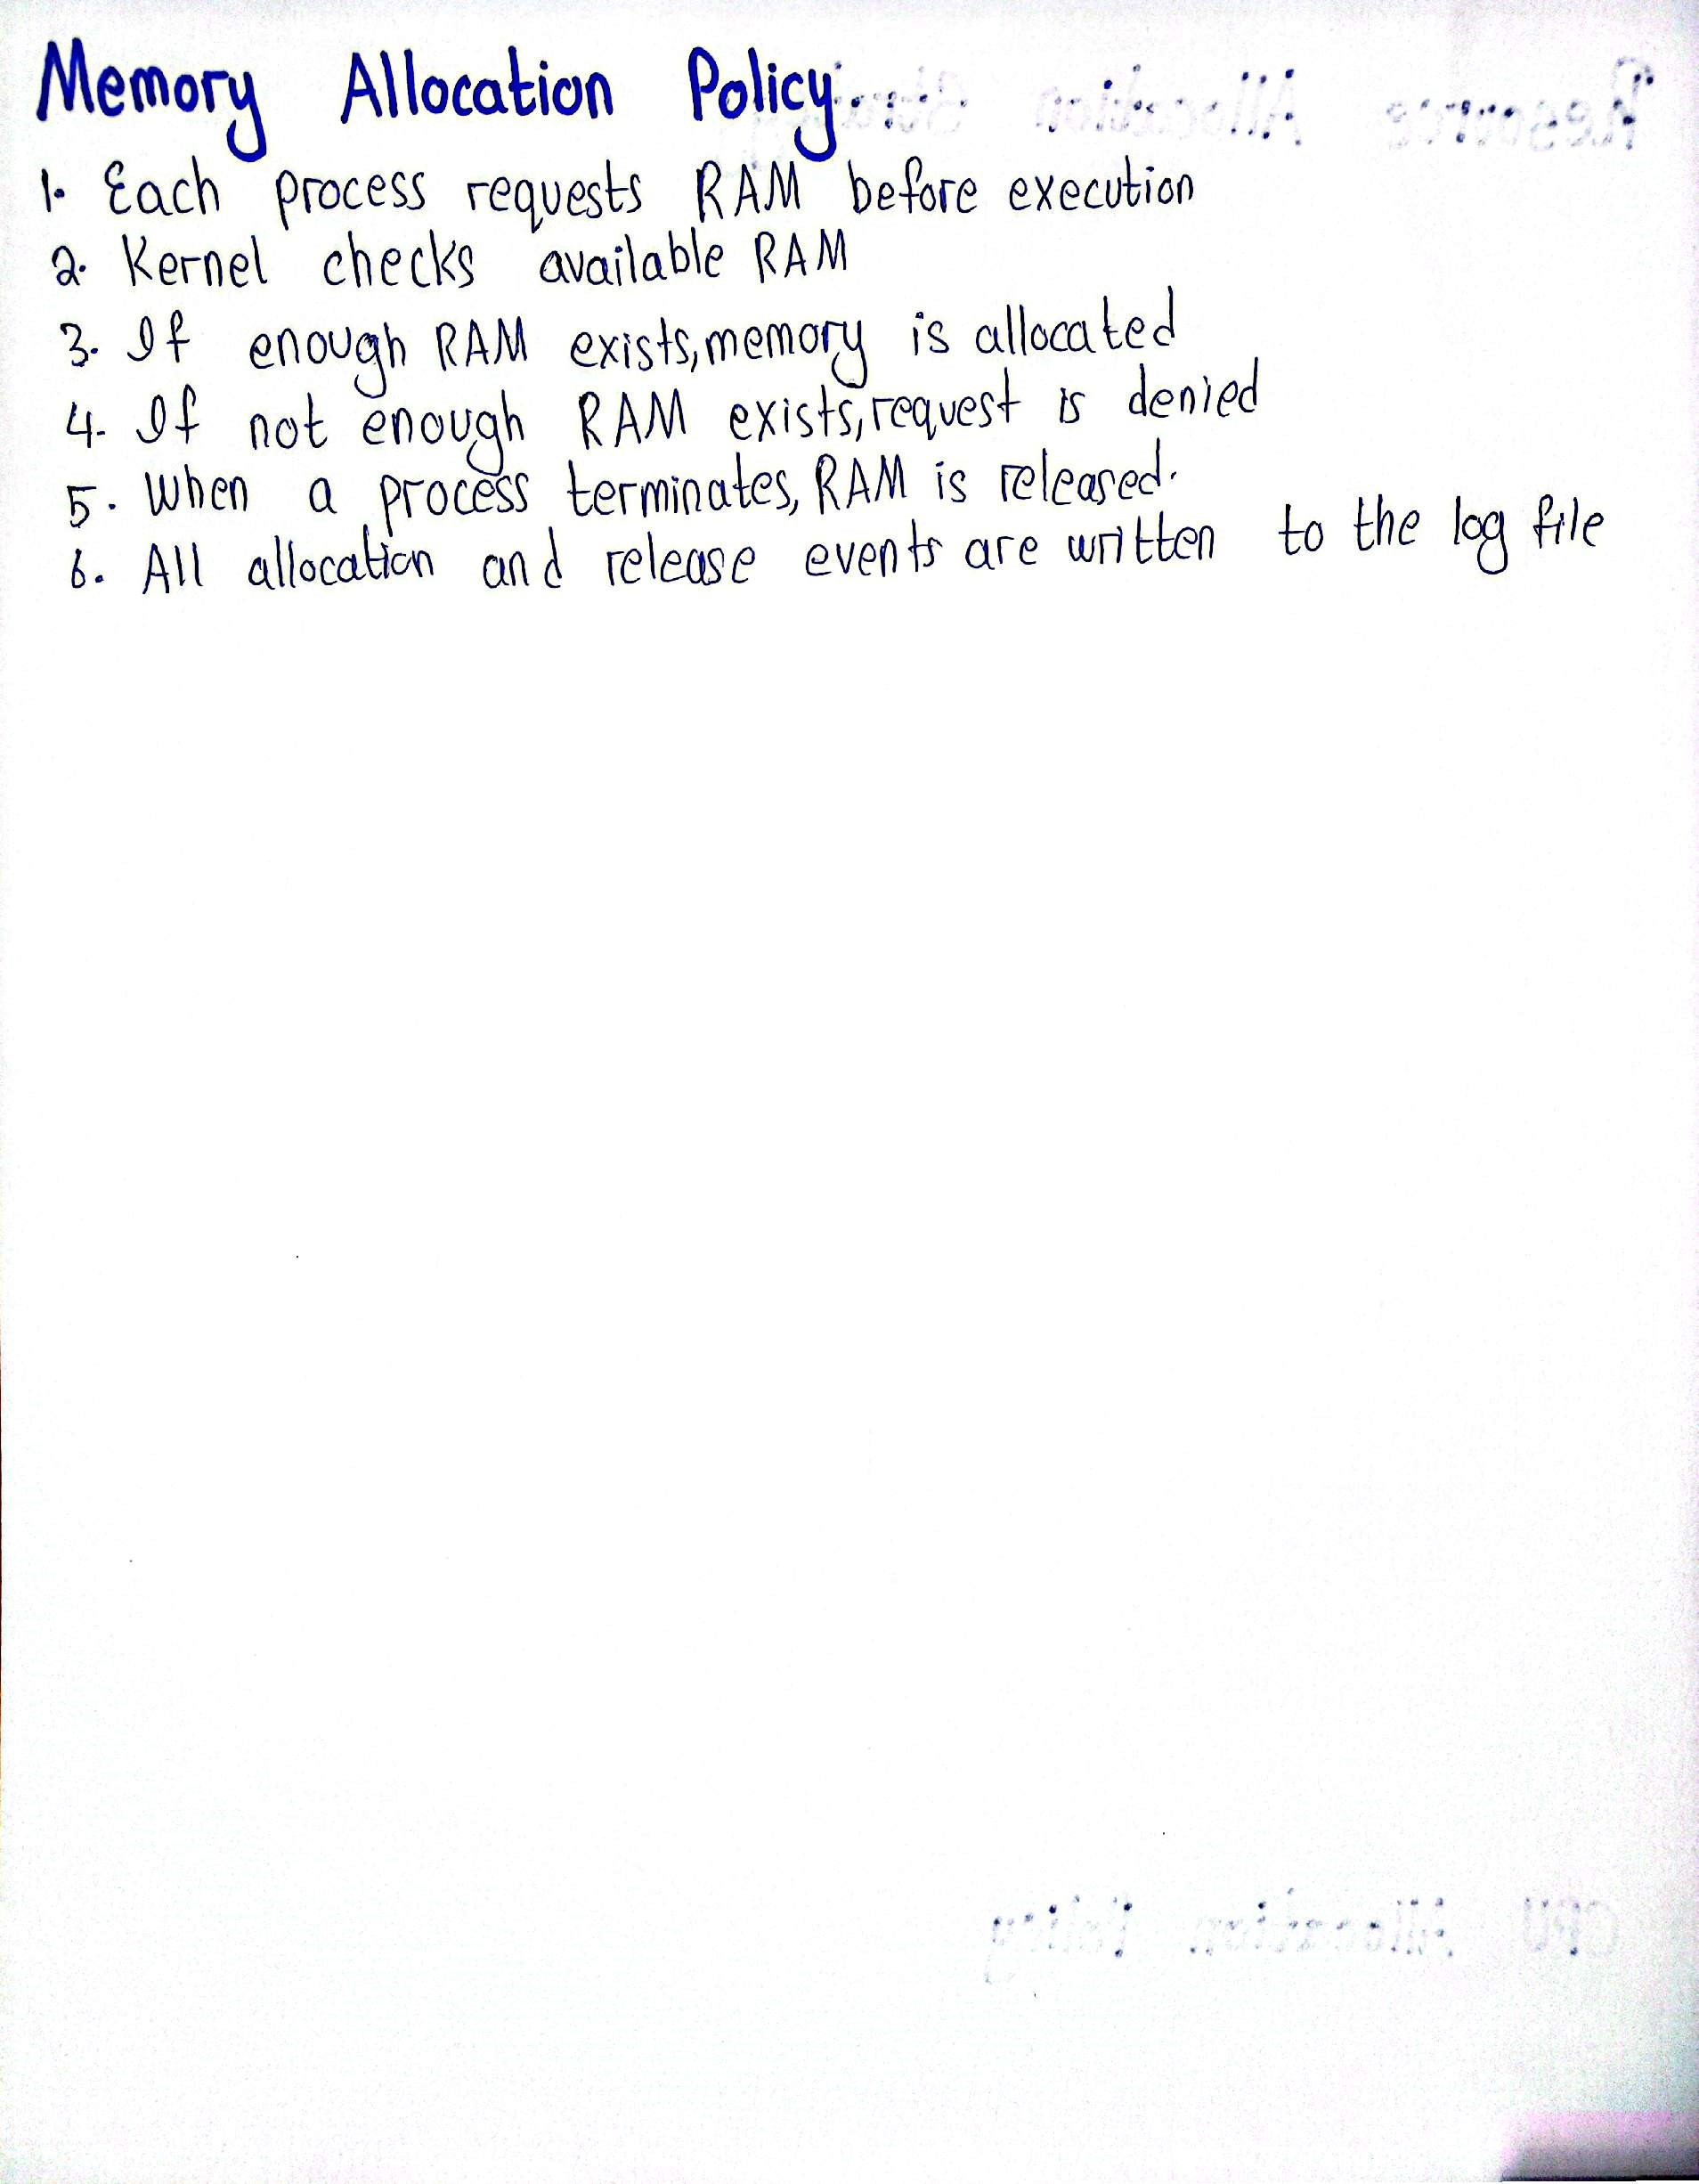 Memory Allocation Policy
1. Each process requests RAM before execution
2. Kernel checks available RAM
3. If enough RAM exists, memory is allocated
4. If not enough RAM exists, request is denied
5. When a process terminates, RAM is released.
6. All allocation and release events are written to the log file